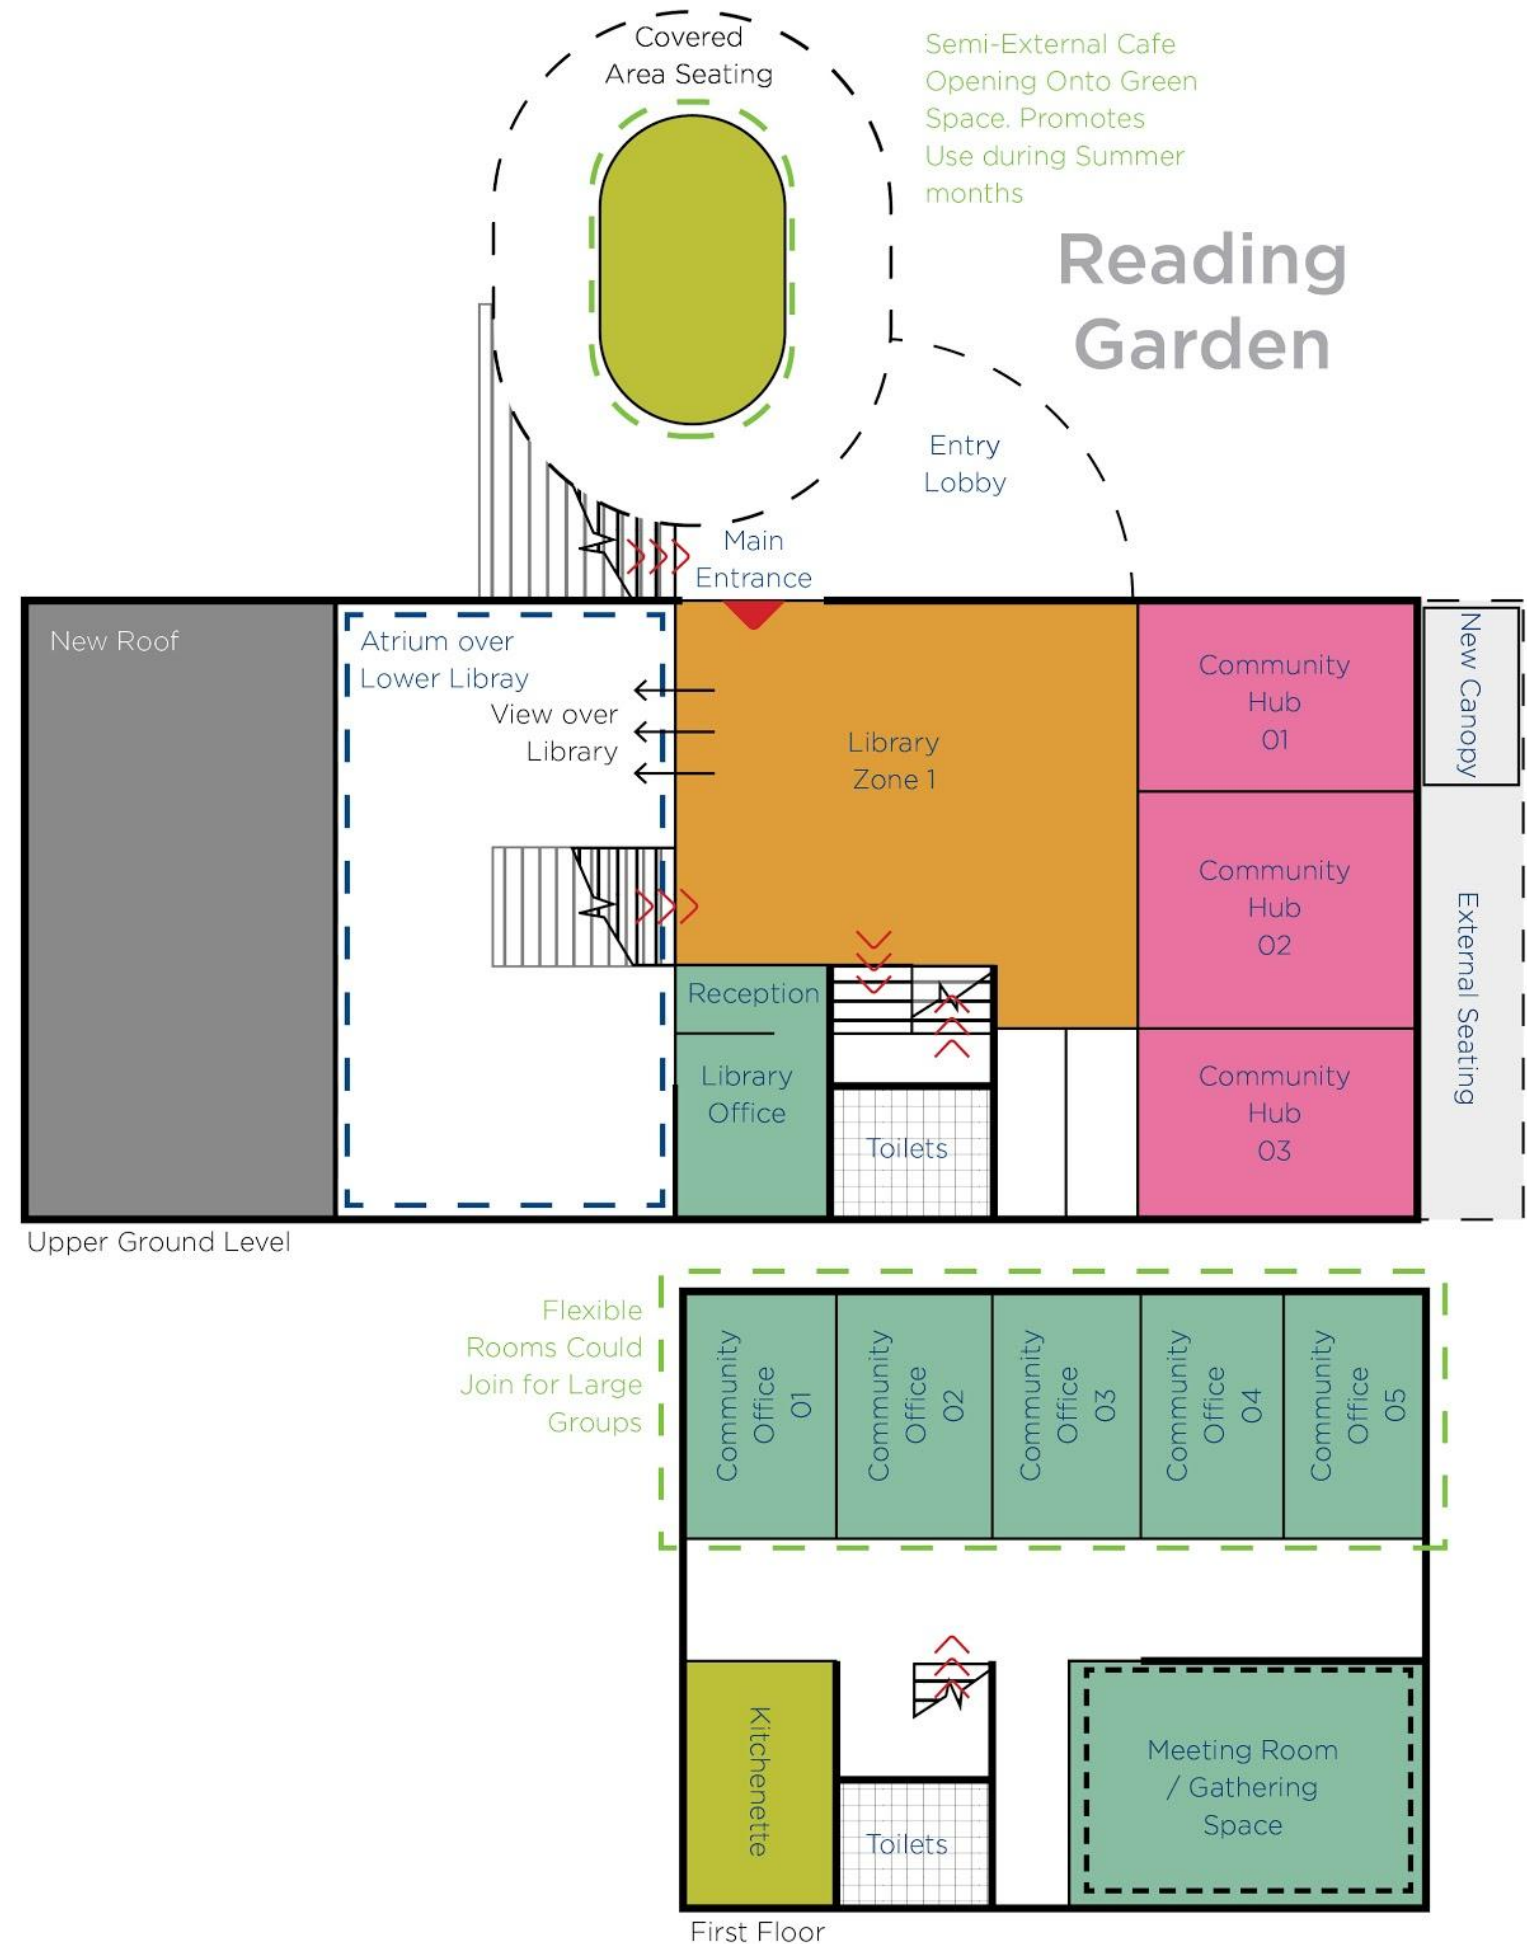 Covered
Area Seating
Semi-External Cafe
Opening Onto Green
Space. Promotes
Use during Summer
months
Reading
Garden
Entry
Lobby
Main
Entrance
New Roof
Atrium over
Lower Libray
View over
Library
Library
Zone 1
Community
Hub
01
New Canopy
Community
Hub
02
External Seating
Reception
Library
Office
Toilets
Community
Hub
03
Upper Ground Level
Flexible
Rooms Could
Join for Large
Groups
Community
Office
01
Community
Office
02
Community
Office
03
Community
Office
04
Community
Office
05
Kitchenette
Toilets
Meeting Room
/ Gathering
Space
First Floor